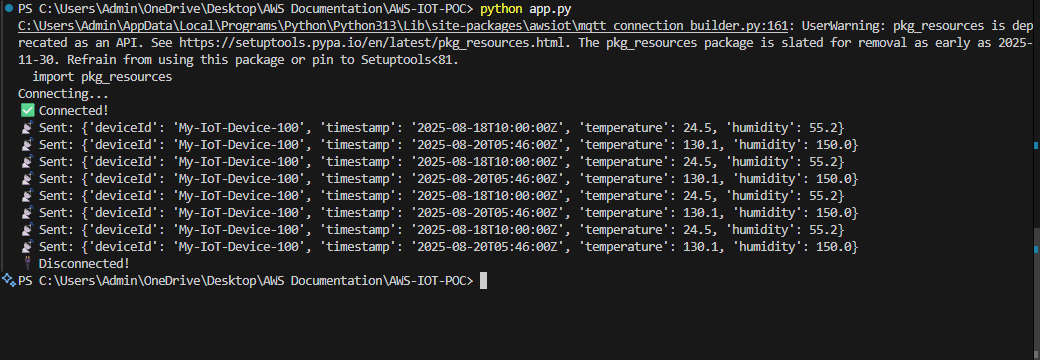 PS C:\Users\Admin\OneDrive\Desktop\AWS Documentation\AWS-IOT-POC> python app.py
C:\Users\Admin\AppData\Local\Programs\Python\Python313\Lib\site-packages\awsiot\mqtt_connection_builder.py:161: UserWarning: pkg_resources is dep
recated as an API. See https://setuptools.pypa.io/en/latest/pkg_resources.html. The pkg_resources package is slated for removal as early as 2025-
11-30. Refrain from using this package or pin to Setuptools<81.
  import pkg_resources
Connecting...
✅ Connected!
📡 Sent: {'deviceId': 'My-IoT-Device-100', 'timestamp': '2025-08-18T10:00:00Z', 'temperature': 24.5, 'humidity': 55.2}
📡 Sent: {'deviceId': 'My-IoT-Device-100', 'timestamp': '2025-08-20T05:46:00Z', 'temperature': 130.1, 'humidity': 150.0}
📡 Sent: {'deviceId': 'My-IoT-Device-100', 'timestamp': '2025-08-18T10:00:00Z', 'temperature': 24.5, 'humidity': 55.2}
📡 Sent: {'deviceId': 'My-IoT-Device-100', 'timestamp': '2025-08-20T05:46:00Z', 'temperature': 130.1, 'humidity': 150.0}
📡 Sent: {'deviceId': 'My-IoT-Device-100', 'timestamp': '2025-08-18T10:00:00Z', 'temperature': 24.5, 'humidity': 55.2}
📡 Sent: {'deviceId': 'My-IoT-Device-100', 'timestamp': '2025-08-20T05:46:00Z', 'temperature': 130.1, 'humidity': 150.0}
📡 Sent: {'deviceId': 'My-IoT-Device-100', 'timestamp': '2025-08-18T10:00:00Z', 'temperature': 24.5, 'humidity': 55.2}
📡 Sent: {'deviceId': 'My-IoT-Device-100', 'timestamp': '2025-08-20T05:46:00Z', 'temperature': 130.1, 'humidity': 150.0}
🔌 Disconnected!
PS C:\Users\Admin\OneDrive\Desktop\AWS Documentation\AWS-IOT-POC>